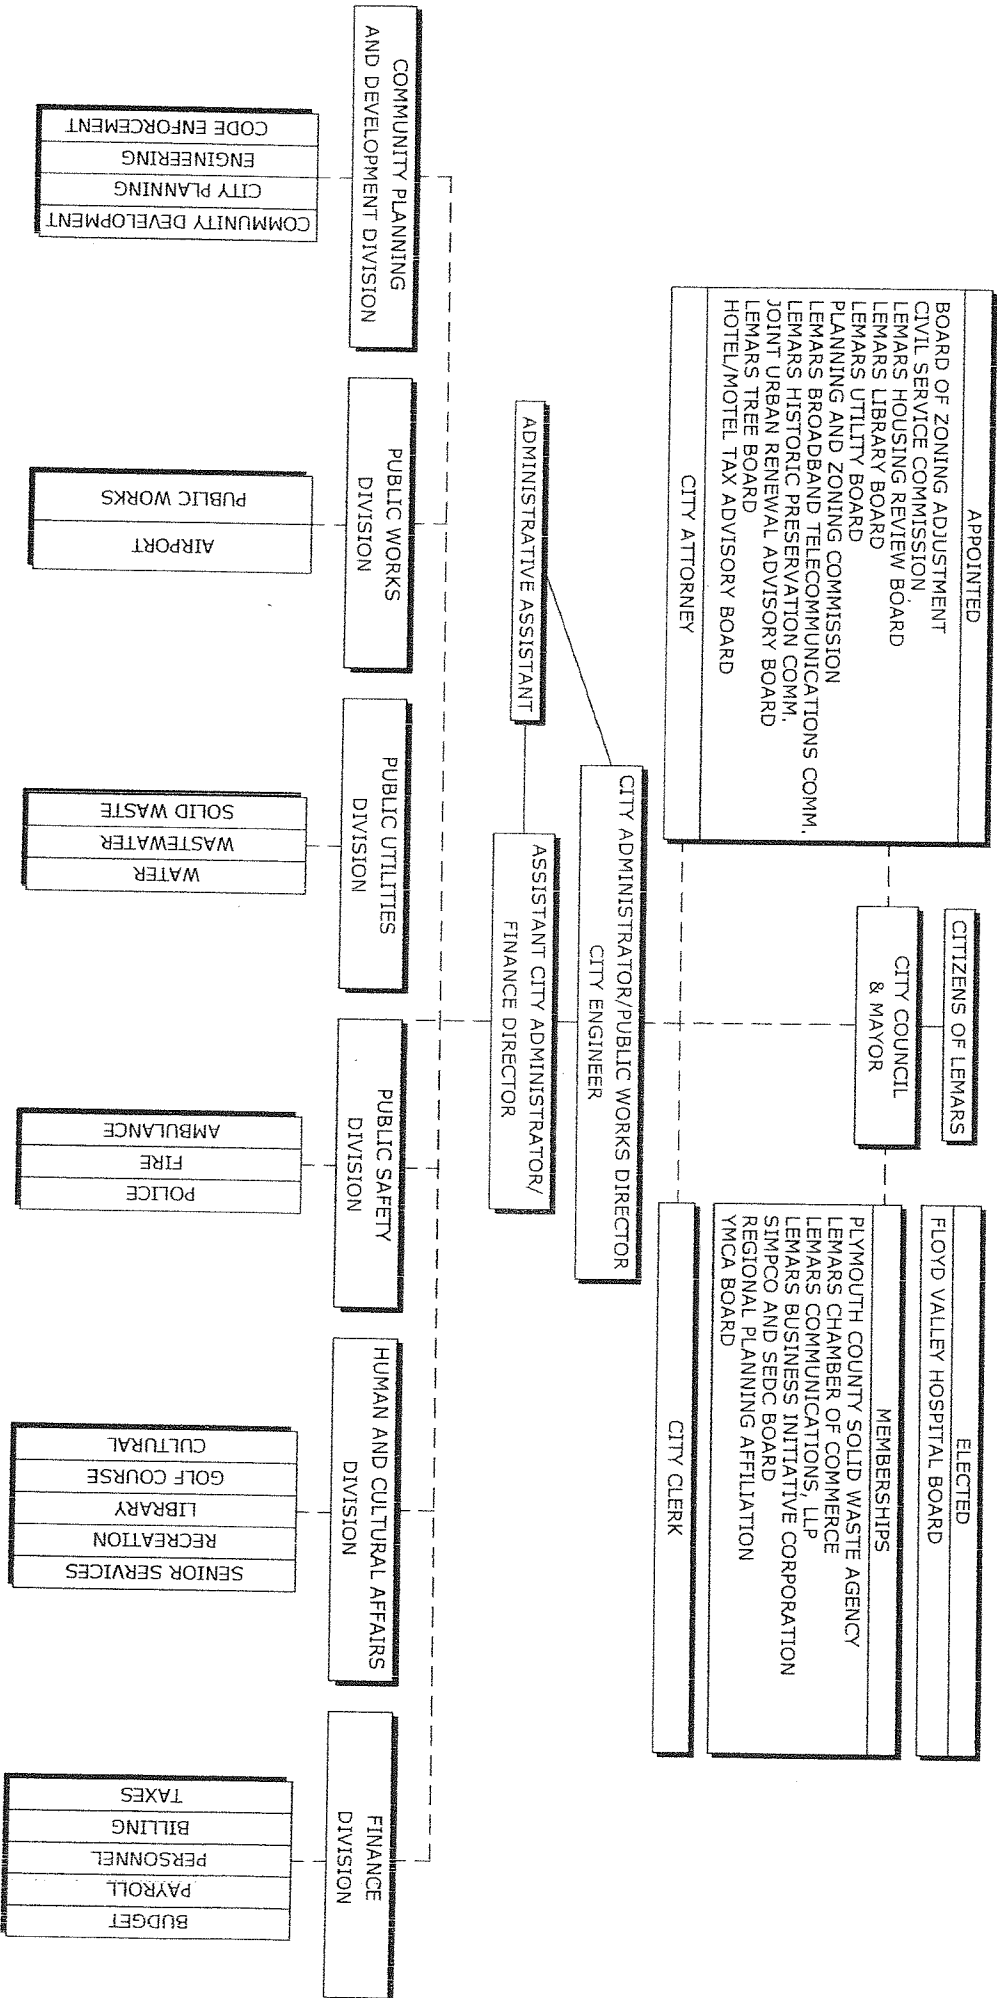 CITIZENS OF LEMARS
CITY COUNCIL
& MAYOR
APPOINTED
BOARD OF ZONING ADJUSTMENT
CIVIL SERVICE COMMISSION
LEMARS HOUSING REVIEW BOARD
LEMARS LIBRARY BOARD
LEMARS UTILITY BOARD
PLANNING AND ZONING COMMISSION
LEMARS BROADBAND TELECOMMUNICATIONS COMM.
LEMARS HISTORIC PRESERVATION COMM.
JOINT URBAN RENEWAL ADVISORY BOARD
LEMARS TREE BOARD
HOTEL/MOTEL TAX ADVISORY BOARD
CITY ATTORNEY
ELECTED
FLOYD VALLEY HOSPITAL BOARD
MEMBERSHIPS
PLYMOUTH COUNTY SOLID WASTE AGENCY
LEMARS CHAMBER OF COMMERCE
LEMARS COMMUNICATIONS, LLP
LEMARS BUSINESS INITIATIVE CORPORATION
SIMPCO AND SEDC BOARD
REGIONAL PLANNING AFFILIATION
YMCA BOARD
CITY CLERK
CITY ADMINISTRATOR/PUBLIC WORKS DIRECTOR
CITY ENGINEER
ADMINISTRATIVE ASSISTANT
ASSISTANT CITY ADMINISTRATOR/
FINANCE DIRECTOR
COMMUNITY PLANNING
AND DEVELOPMENT DIVISION
COMMUNITY DEVELOPMENT
CITY PLANNING
ENGINEERING
CODE ENFORCEMENT
PUBLIC WORKS
DIVISION
AIRPORT
PUBLIC WORKS
PUBLIC UTILITIES
DIVISION
WATER
WASTEWATER
SOLID WASTE
PUBLIC SAFETY
DIVISION
POLICE
FIRE
AMBULANCE
HUMAN AND CULTURAL AFFAIRS
DIVISION
SENIOR SERVICES
RECREATION
LIBRARY
GOLF COURSE
CULTURAL
FINANCE
DIVISION
BUDGET
PAYROLL
PERSONNEL
BILLING
TAXES